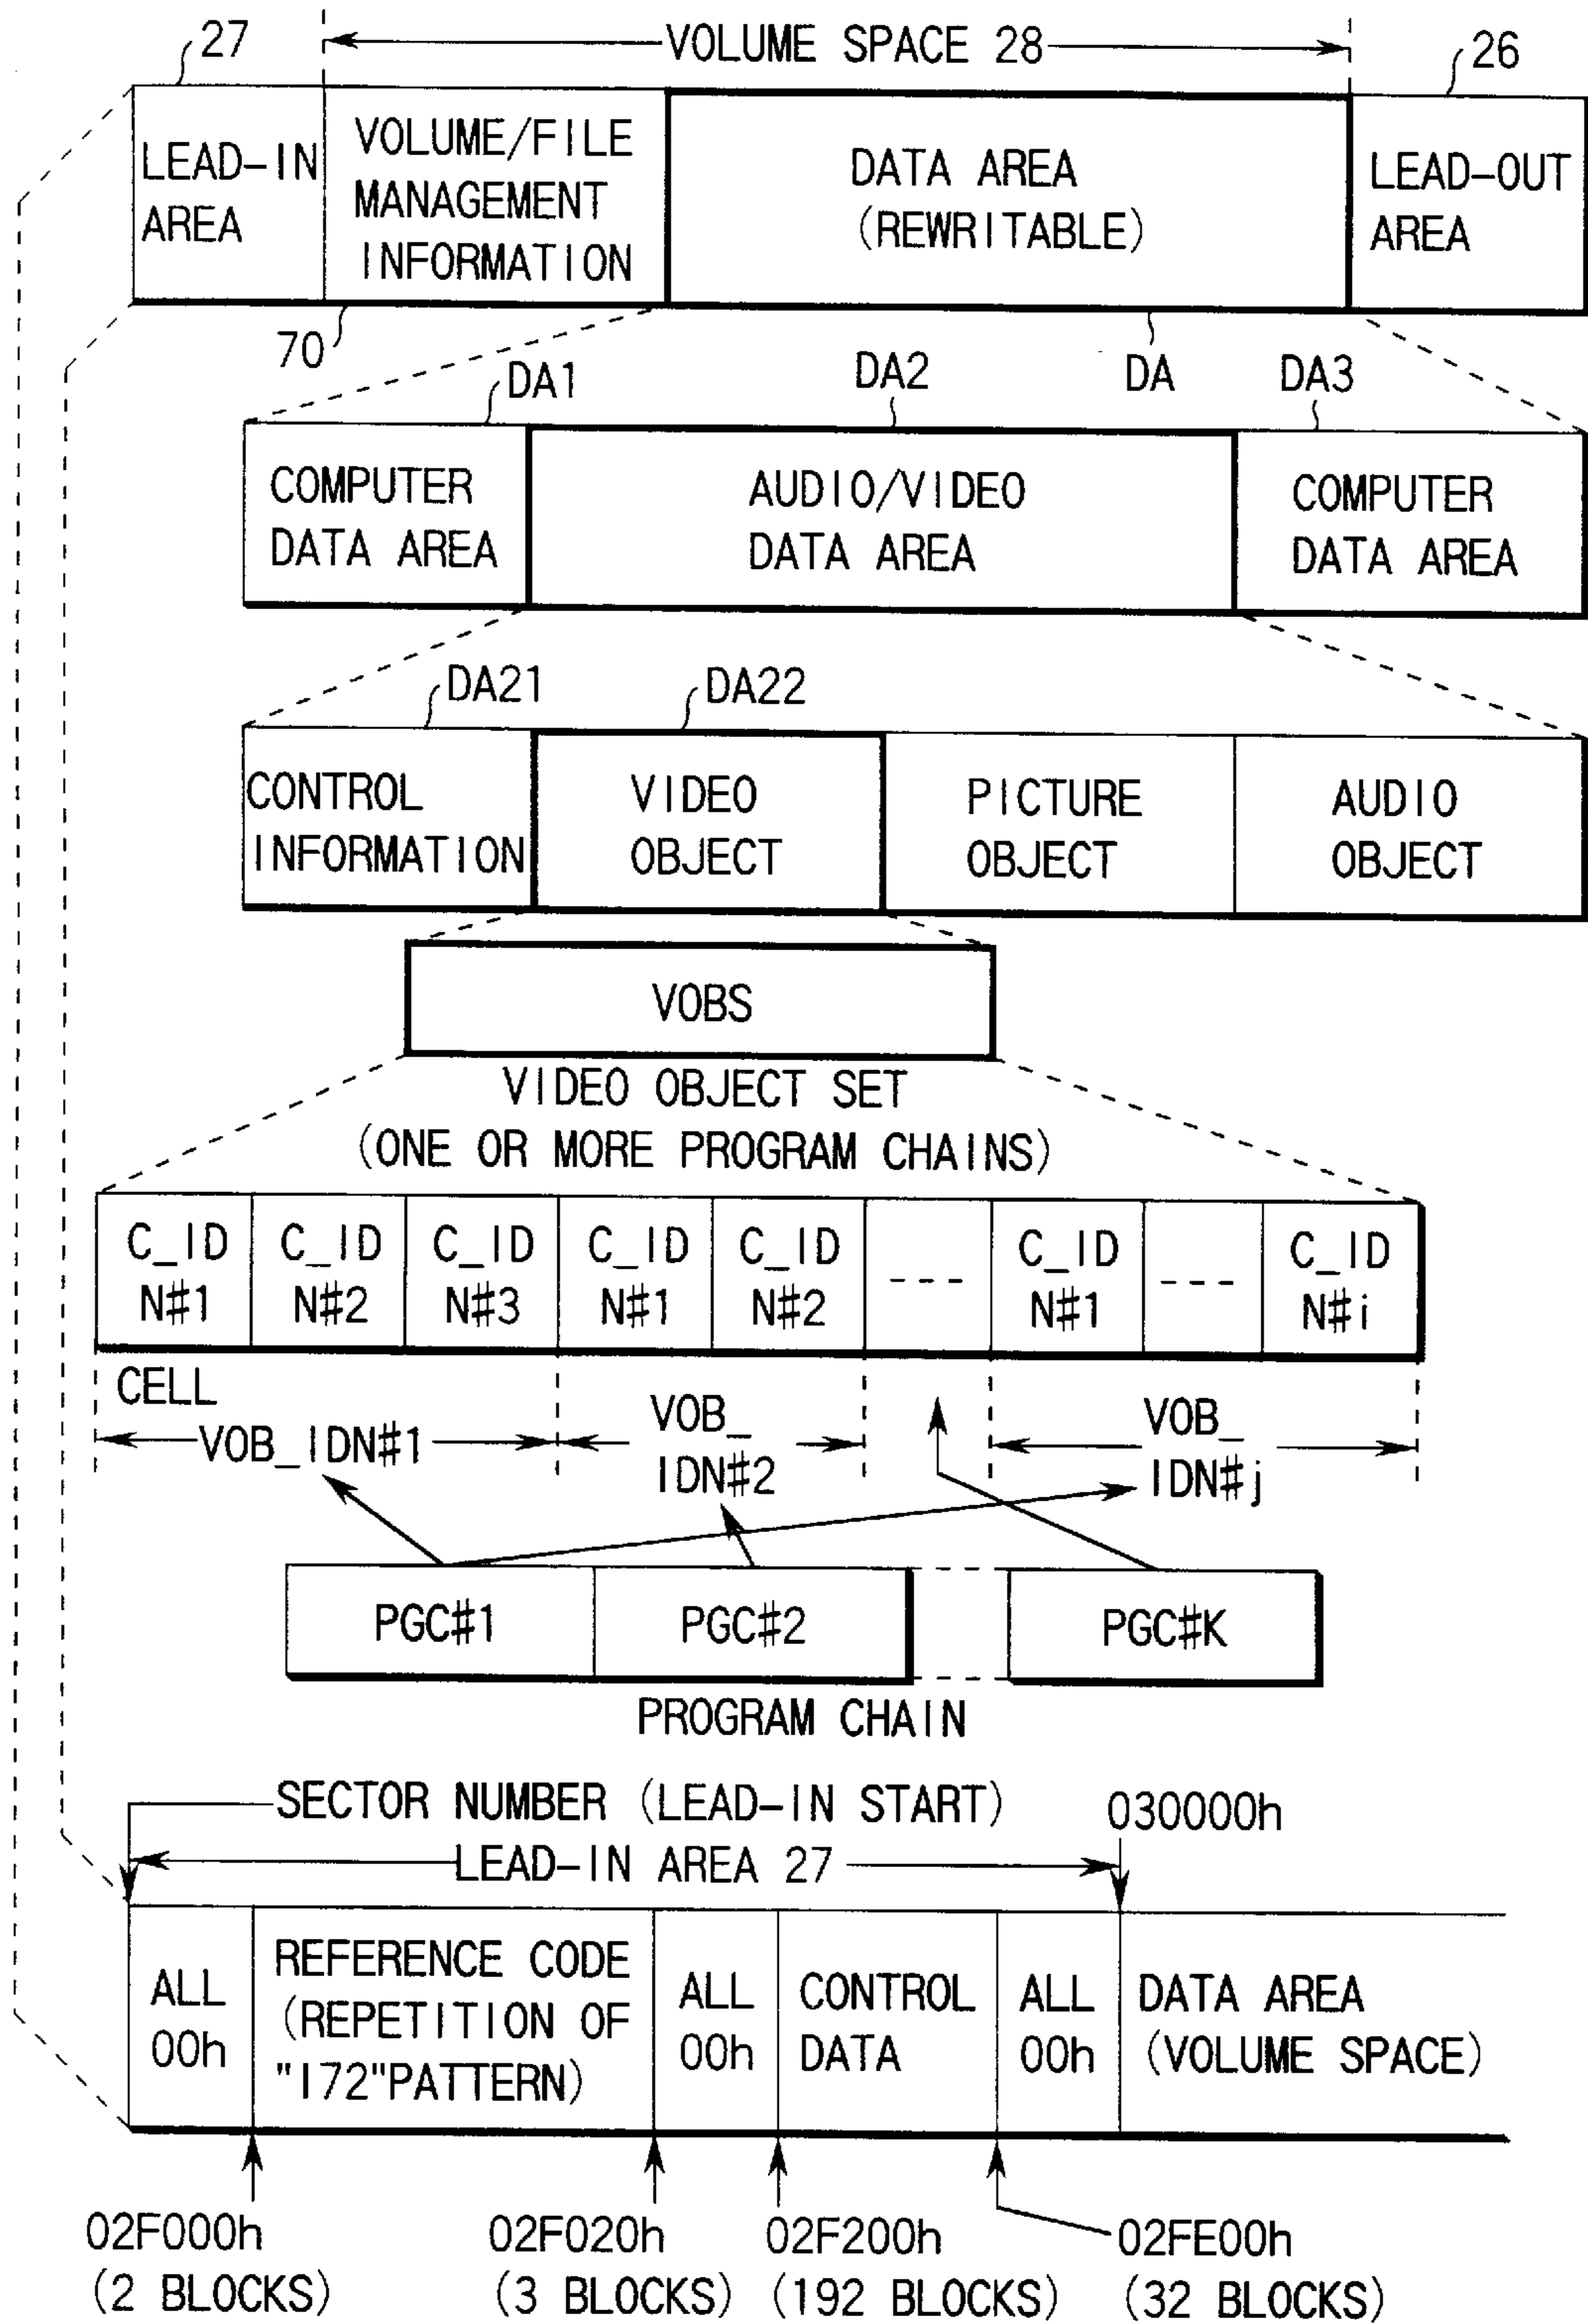 27
VOLUME SPACE 28
26
LEAD-IN
AREA
VOLUME/FILE
MANAGEMENT
INFORMATION
DATA AREA
(REWRITABLE)
LEAD-OUT
AREA
70
DA1
DA2
DA
DA3
COMPUTER
DATA AREA
AUDIO/VIDEO
DATA AREA
COMPUTER
DATA AREA
DA21
DA22
CONTROL
INFORMATION
VIDEO
OBJECT
PICTURE
OBJECT
AUDIO
OBJECT
VOBS
VIDEO OBJECT SET
(ONE OR MORE PROGRAM CHAINS)
C_ID
N#1
C_ID
N#2
C_ID
N#3
C_ID
N#1
C_ID
N#2
----
C_ID
N#1
----
C_ID
N#i
CELL
VOB_IDN#1
VOB_
IDN#2
VOB_
IDN#j
PGC#1
PGC#2
PGC#K
PROGRAM CHAIN
SECTOR NUMBER (LEAD-IN START)
030000h
LEAD-IN AREA 27
ALL
00h
REFERENCE CODE
(REPETITION OF
"172"PATTERN)
ALL
00h
CONTROL
DATA
ALL
00h
DATA AREA
(VOLUME SPACE)
02F000h
(2 BLOCKS)
02F020h
(3 BLOCKS)
02F200h
(192 BLOCKS)
02FE00h
(32 BLOCKS)